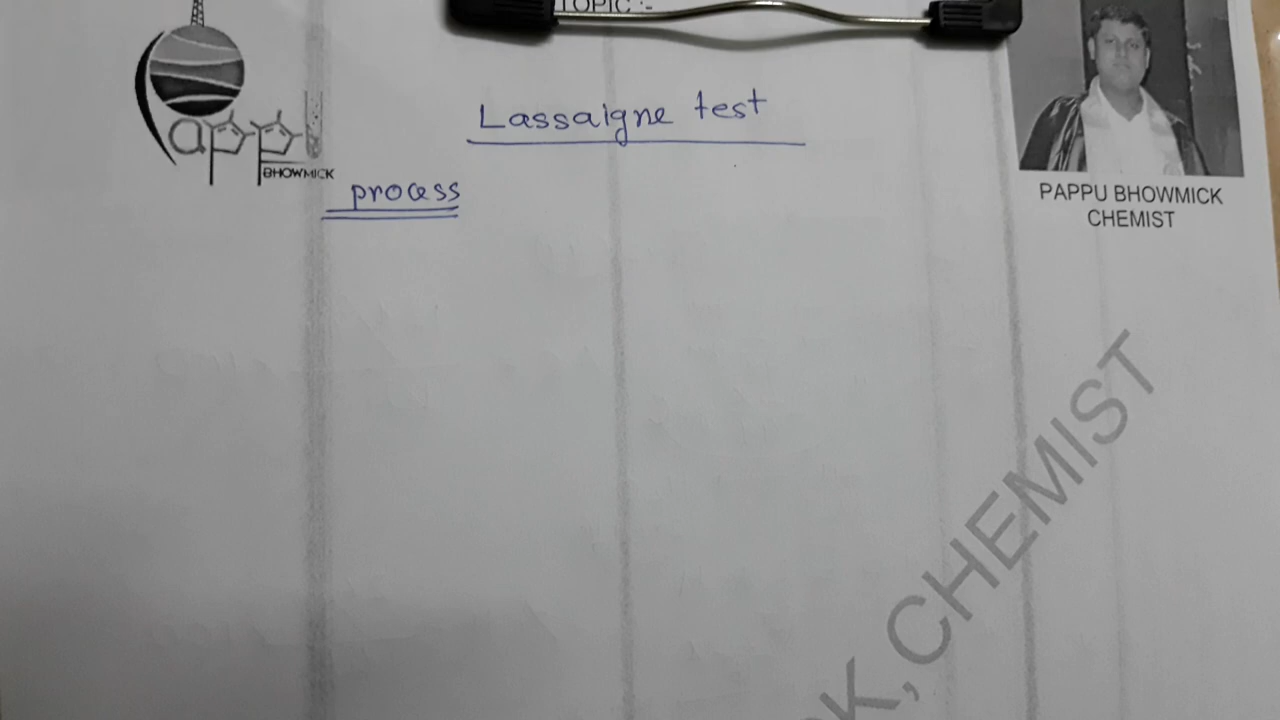 TOPIC :-
Lassaigne test
BHOWMICK
process
PAPPU BHOWMICK
CHEMIST
K, CHEMIST